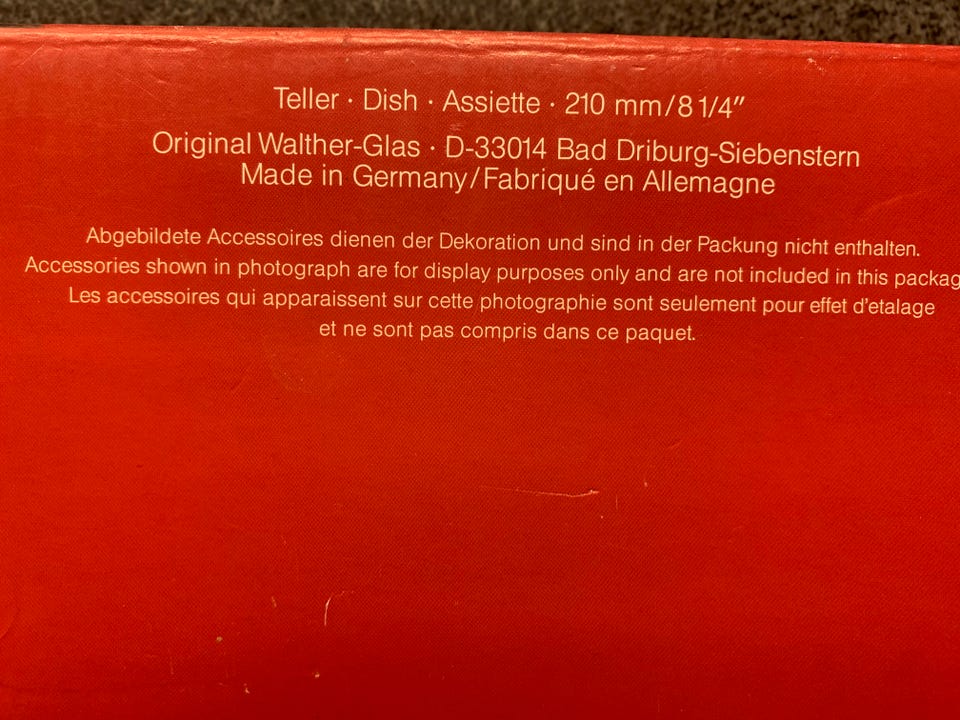 Teller · Dish · Assiette · 210 mm/8 1/4"
Original Walther-Glas · D-33014 Bad Driburg-Siebenstern
Made in Germany/Fabriqué en Allemagne
Abgebildete Accessoires dienen der Dekoration und sind in der Packung nicht enthalten.
Accessories shown in photograph are for display purposes only and are not included in this packag
Les accessoires qui apparaissent sur cette photographie sont seulement pour effet d'etalage
et ne sont pas compris dans ce paquet.